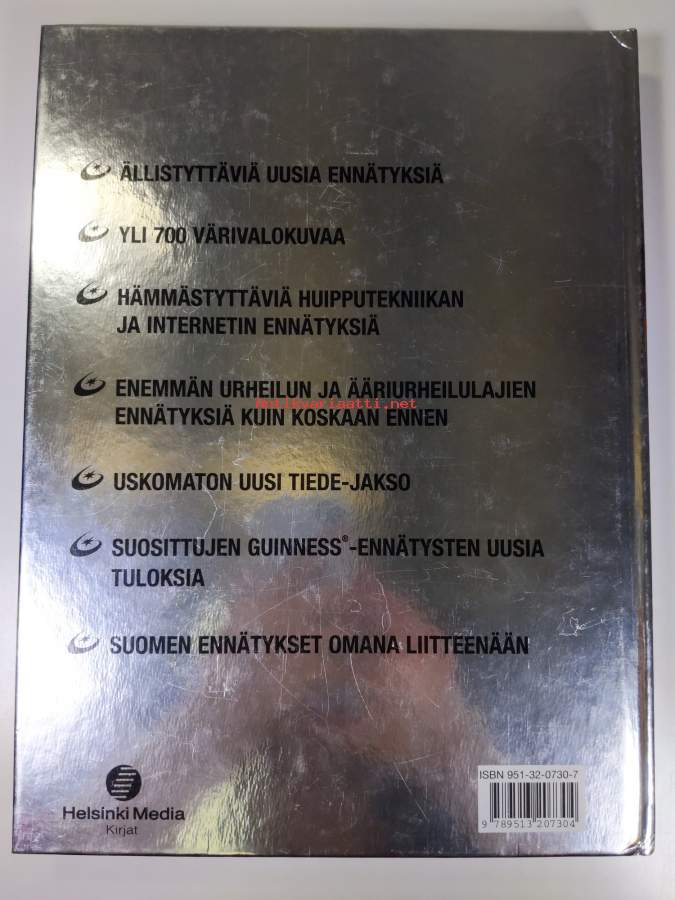 ÄLLISTYTTÄVIÄ UUSIA ENNÄTYKSIÄ
YLI 700 VÄRIVALOKUVAA
HÄMMÄSTYTTÄVIÄ HUIPPUTEKNIIKAN
JA INTERNETIN ENNÄTYKSIÄ
ENEMMÄN URHEILUN JA ÄÄRIURHEILULAJIEN
antikvariaatti.net
ENNÄTYKSIÄ KUIN KOSKAAN ENNEN
USKOMATON UUSI TIEDE-JAKSO
SUOSITTUJEN GUINNESS®-ENNÄTYSTEN UUSIA
TULOKSIA
SUOMEN ENNÄTYKSET OMANA LIITTEENÄÄN
Helsinki Media
Kirjat
ISBN 951-32-0730-7
9 789513 207304